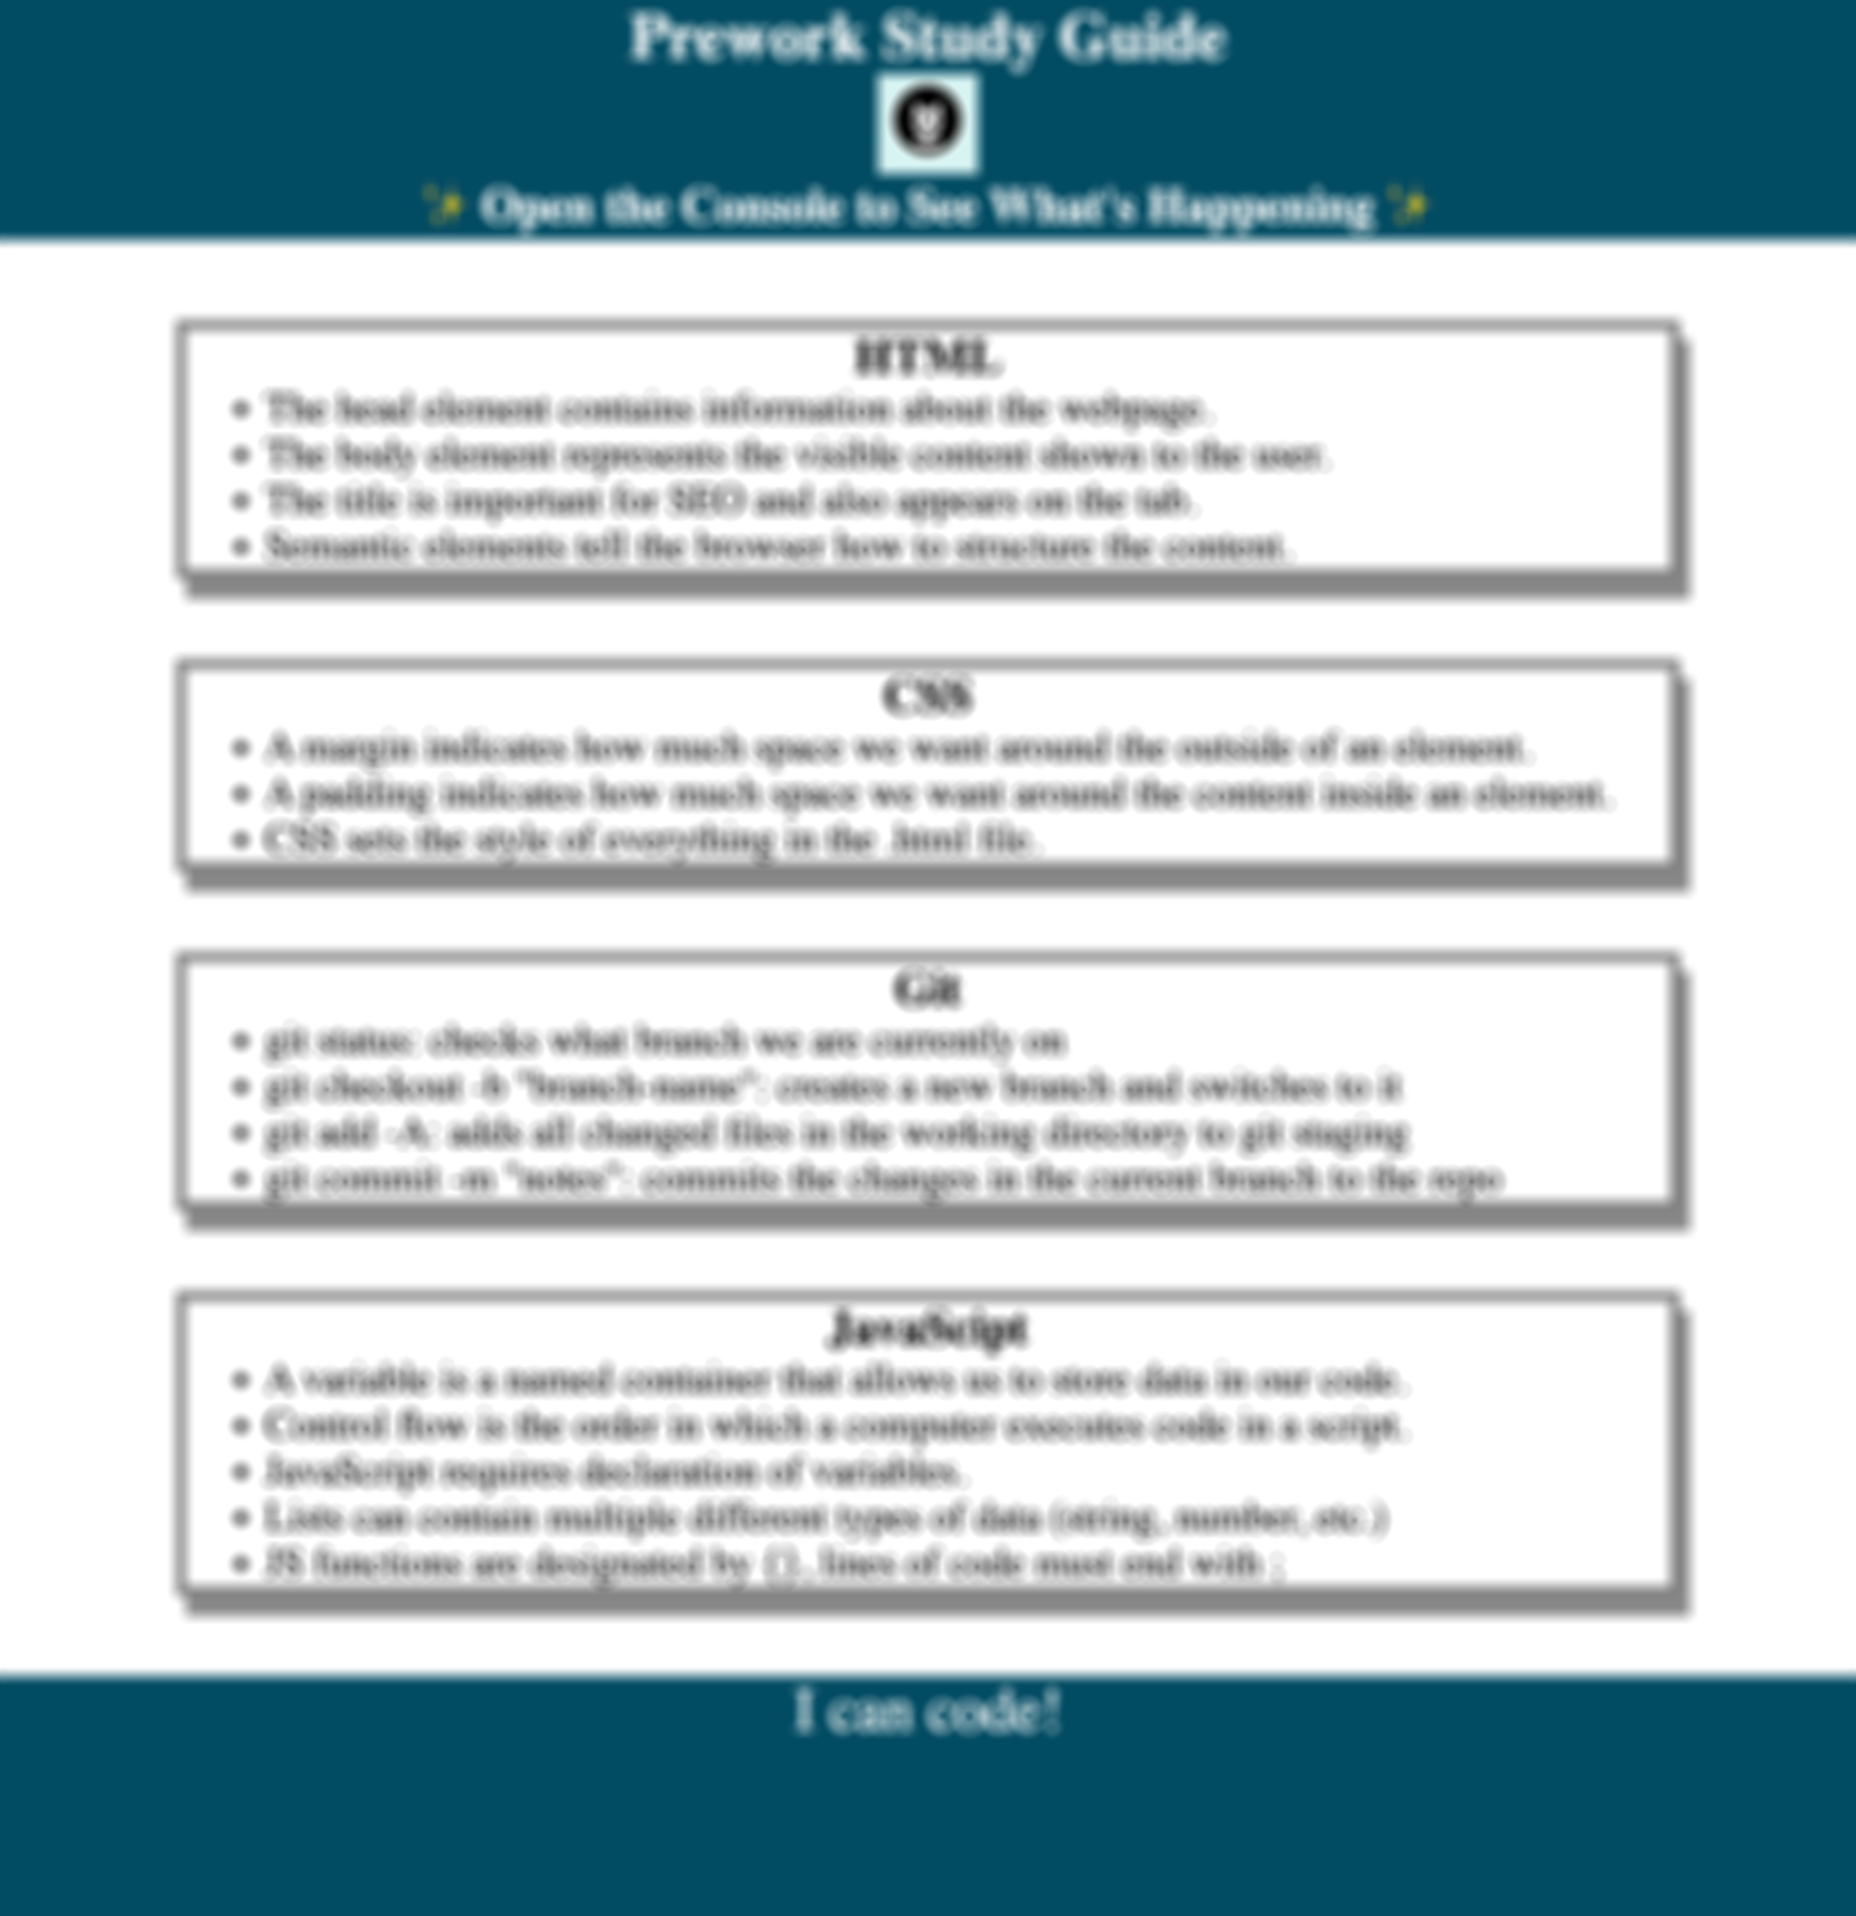 Prework Study Guide
✨ Open the Console to See What's Happening ✨
HTML
• The head element contains information about the webpage.
• The body element represents the visible content shown to the user.
• The title is important for SEO and also appears on the tab.
• Semantic elements tell the browser how to structure the content.
CSS
• A margin indicates how much space we want around the outside of an element.
• A padding indicates how much space we want around the content inside an element.
• CSS sets the style of everything in the .html file.
Git
• git status: checks what branch we are currently on
• git checkout -b "branch-name": creates a new branch and switches to it
• git add -A: adds all changed files in the working directory to git staging
• git commit -m "notes": commits the changes in the current branch to the repo
JavaScript
• A variable is a named container that allows us to store data in our code.
• Control flow is the order in which a computer executes code in a script.
• JavaScript requires declaration of variables.
• Lists can contain multiple different types of data (string, number, etc.)
• JS functions are designated by {}, lines of code must end with ;
I can code!